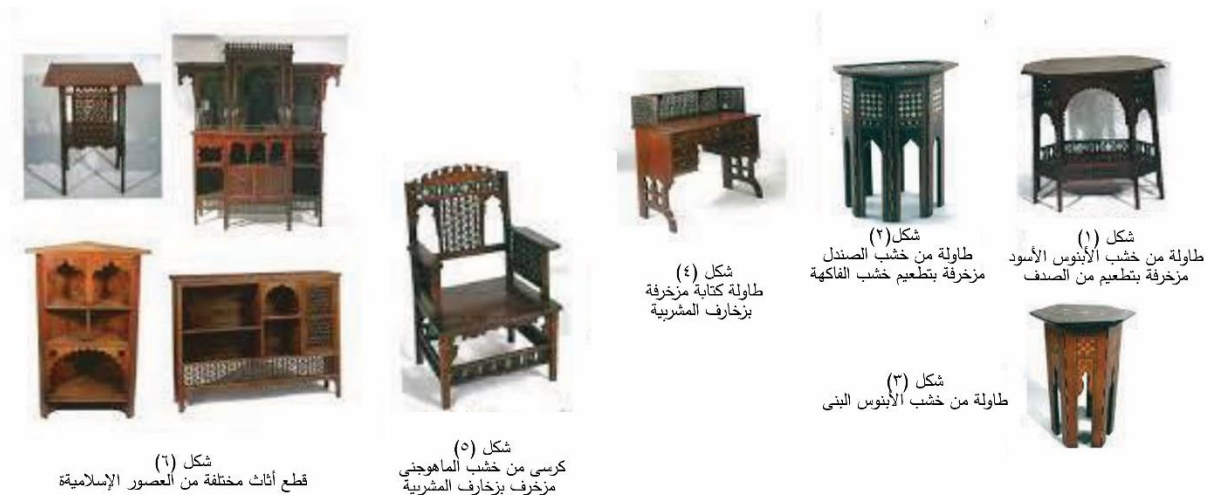 شكل (١)
طاولة من خشب الأبنوس الأسود
مزخرفة بتطعيم من الصدف
شكل(٢)
طاولة من خشب الصندل
مزخرفة بتطعيم خشب الفاكهة
شكل (٣)
طاولة من خشب الأبنوس البنى
شكل (٤)
طاولة كتابة مزخرفة
بزخارف المشربية
شكل (٥)
كرسى من خشب الماهوجنى
مزخرف بزخارف المشربية
شكل (٦)
قطع أثاث مختلفة من العصور الإسلاميةة